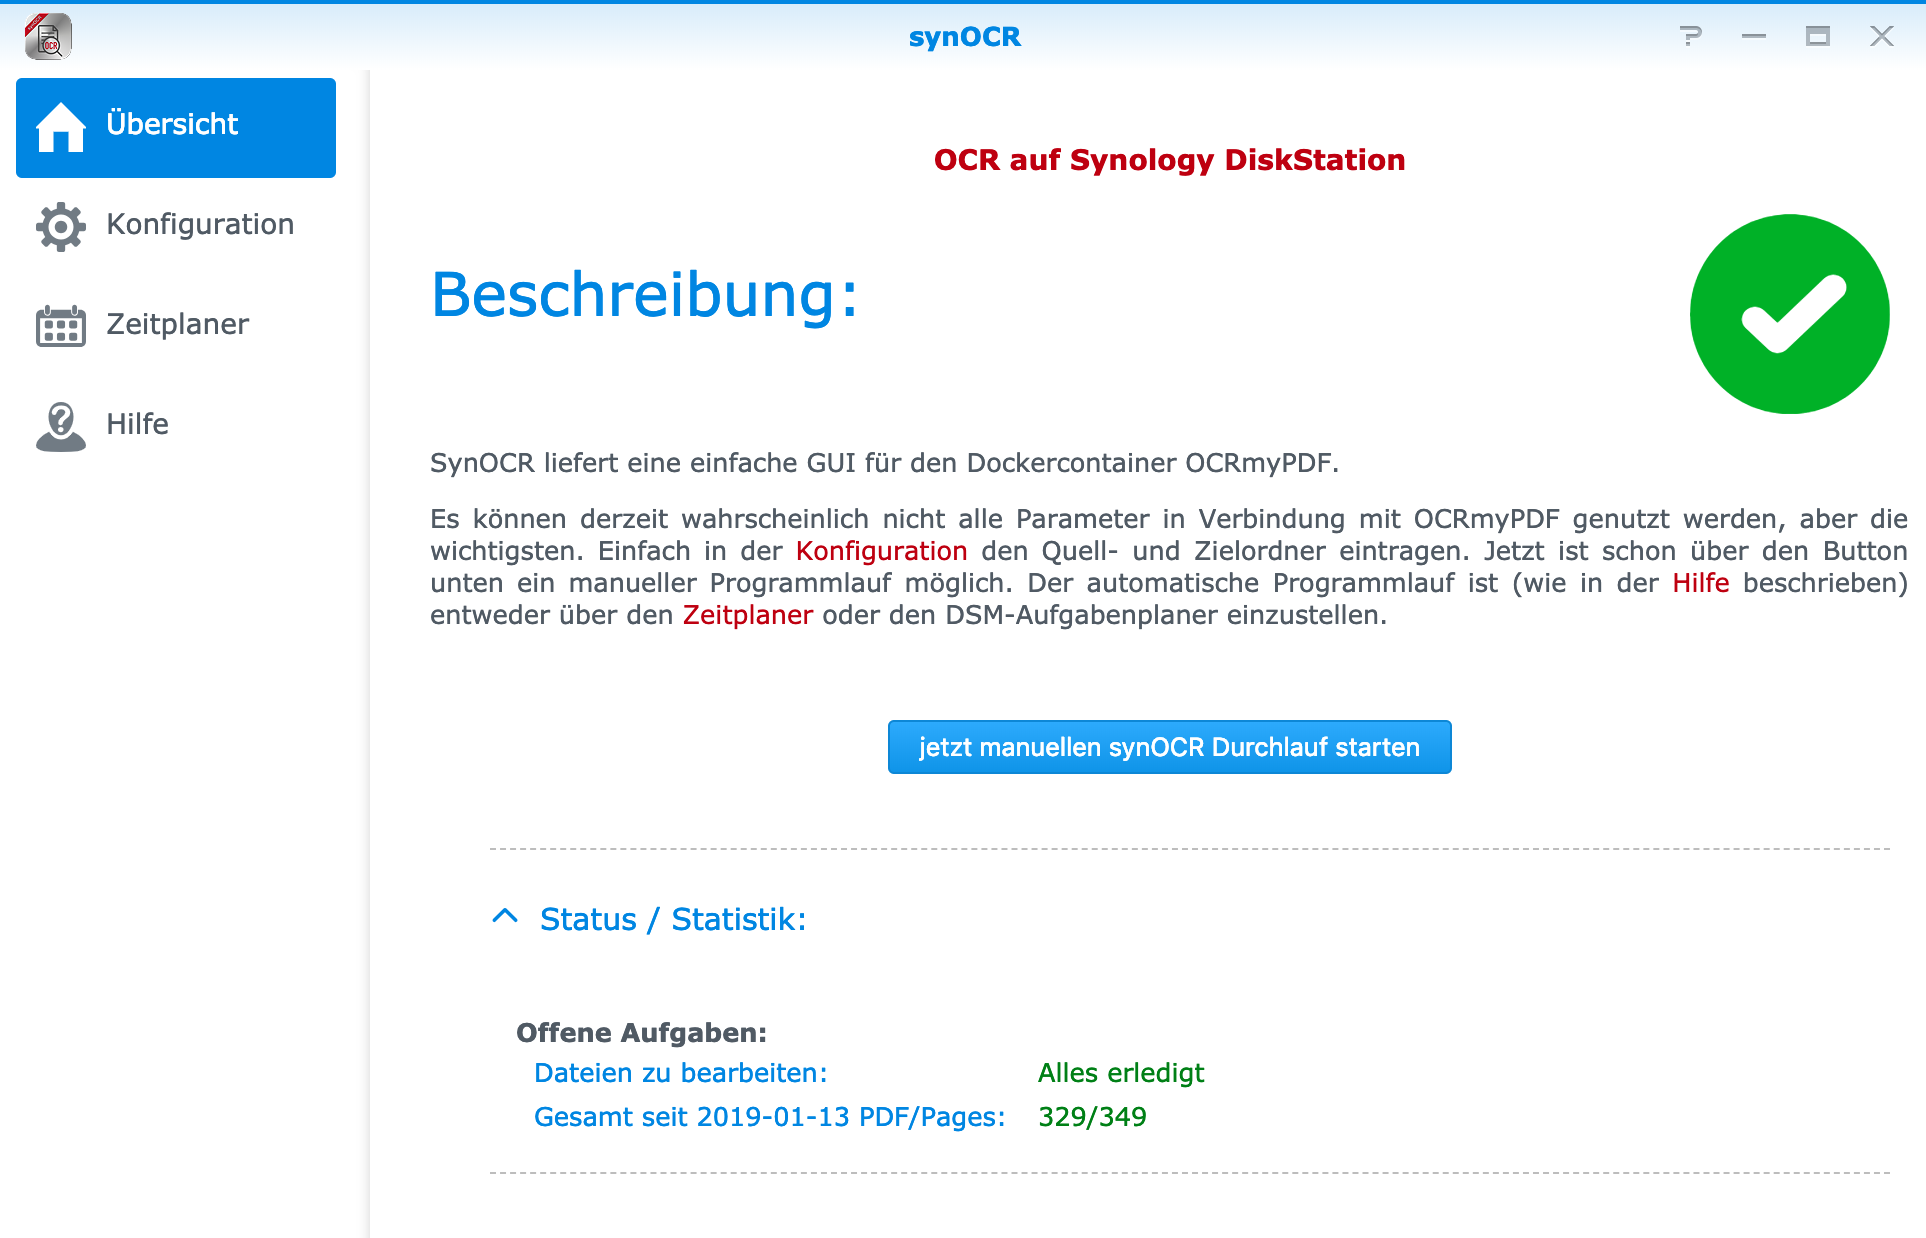 synOCR
Übersicht
Konfiguration
Zeitplaner
Hilfe
OCR auf Synology DiskStation
Beschreibung:
SynOCR liefert eine einfache GUI für den Dockercontainer OCRmyPDF.
Es können derzeit wahrscheinlich nicht alle Parameter in Verbindung mit OCRmyPDF genutzt werden, aber die
wichtigsten. Einfach in der Konfiguration den Quell- und Zielordner eintragen. Jetzt ist schon über den Button
unten ein manueller Programmlauf möglich. Der automatische Programmlauf ist (wie in der Hilfe beschrieben)
entweder über den Zeitplaner oder den DSM-Aufgabenplaner einzustellen.
jetzt manuellen synOCR Durchlauf starten
Status / Statistik:
Offene Aufgaben:
Dateien zu bearbeiten: Alles erledigt
Gesamt seit 2019-01-13 PDF/Pages: 329/349